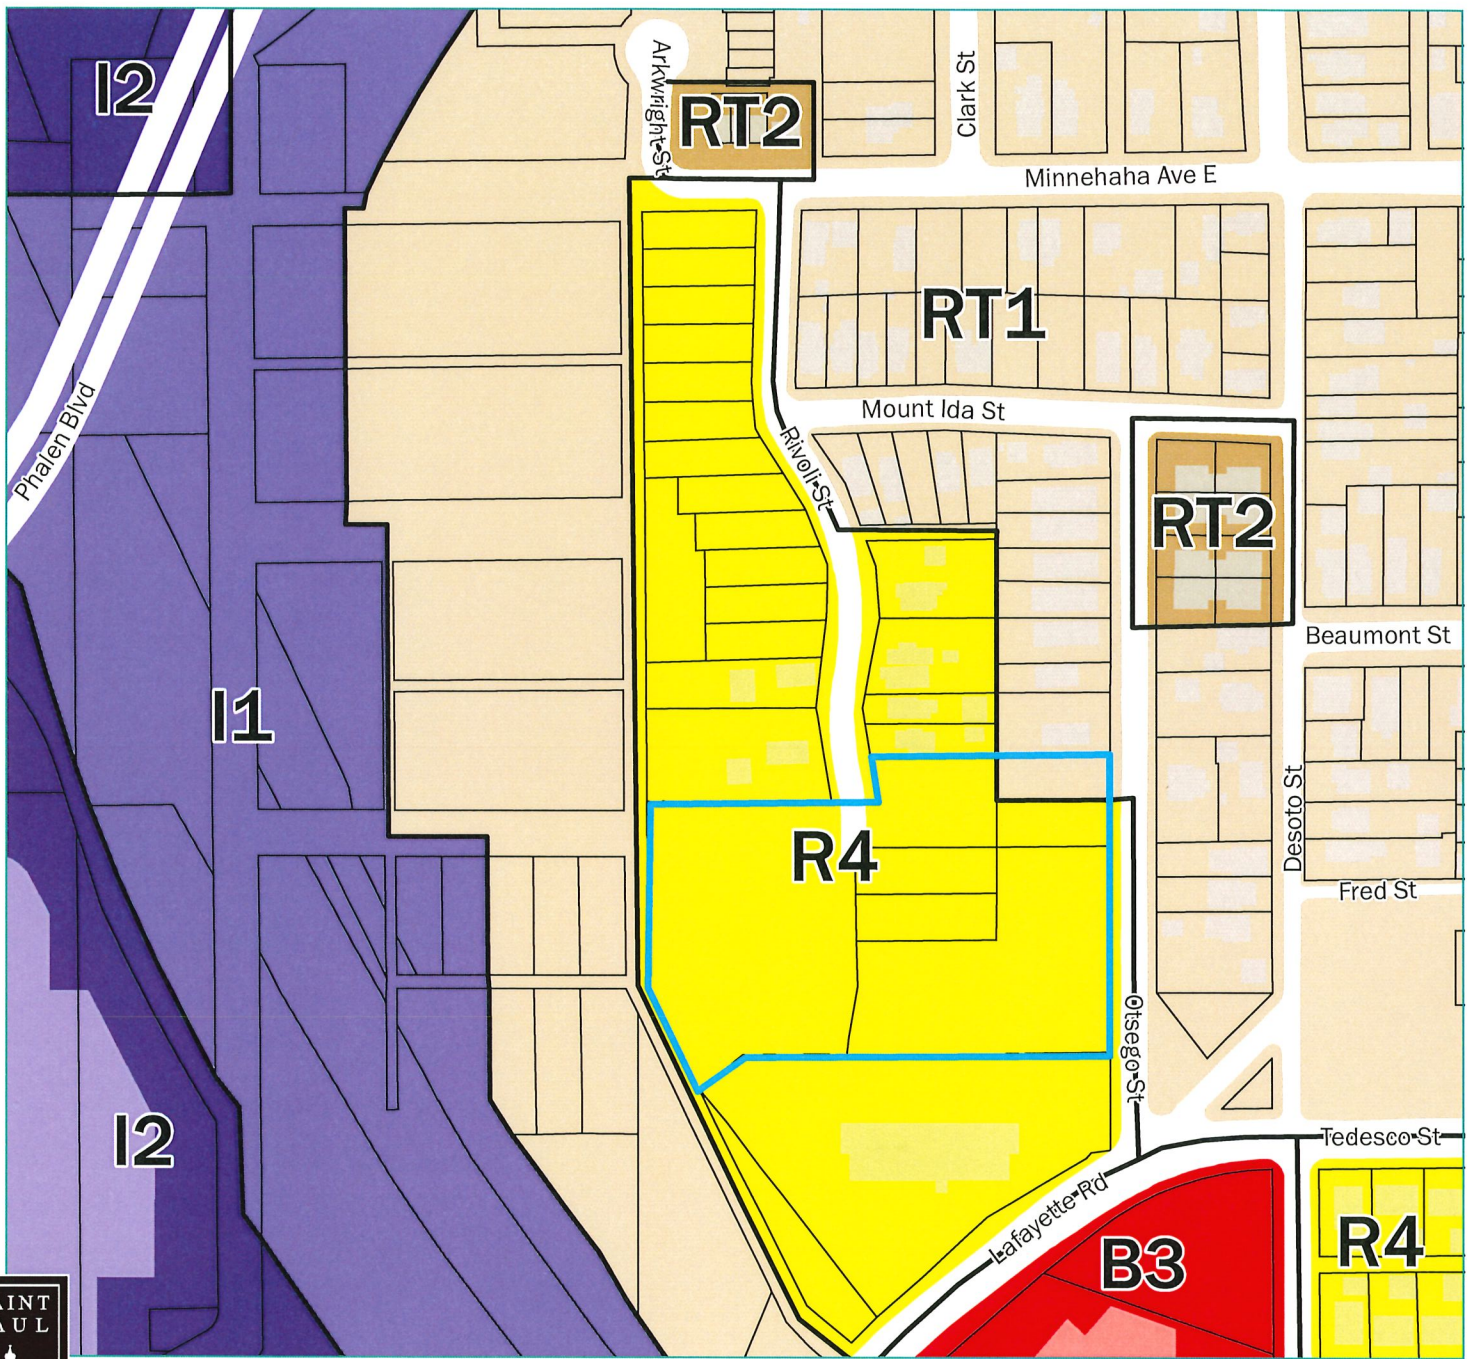 I2
Arkwright St
RT2
Clark St
Minnehaha Ave E
RT1
Phalen Blvd
Mount Ida St
Rivoli St
RT2
Beaumont St
I1
Desoto St
R4
Fred St
Otsego St
I2
Tedesco St
Lafayette Rd
B3
R4